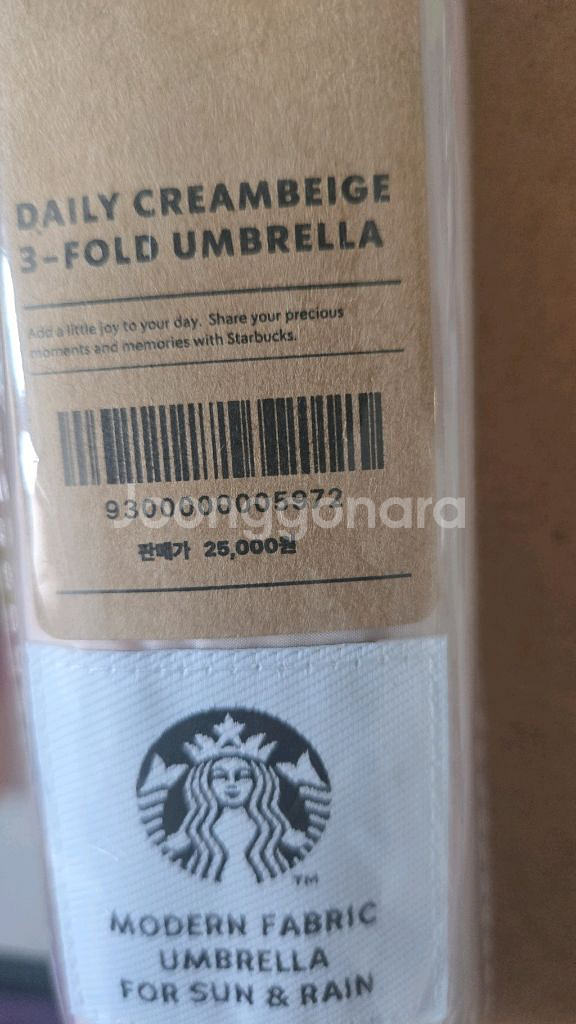 DAILY CREAMBEIGE
3-FOLD UMBRELLA
Add a little joy to your day. Share your precious
moments and memories with Starbucks.
9300000005972
Joonggonara
판매가 25,000원
TM
MODERN FABRIC
UMBRELLA
FOR SUN & RAIN